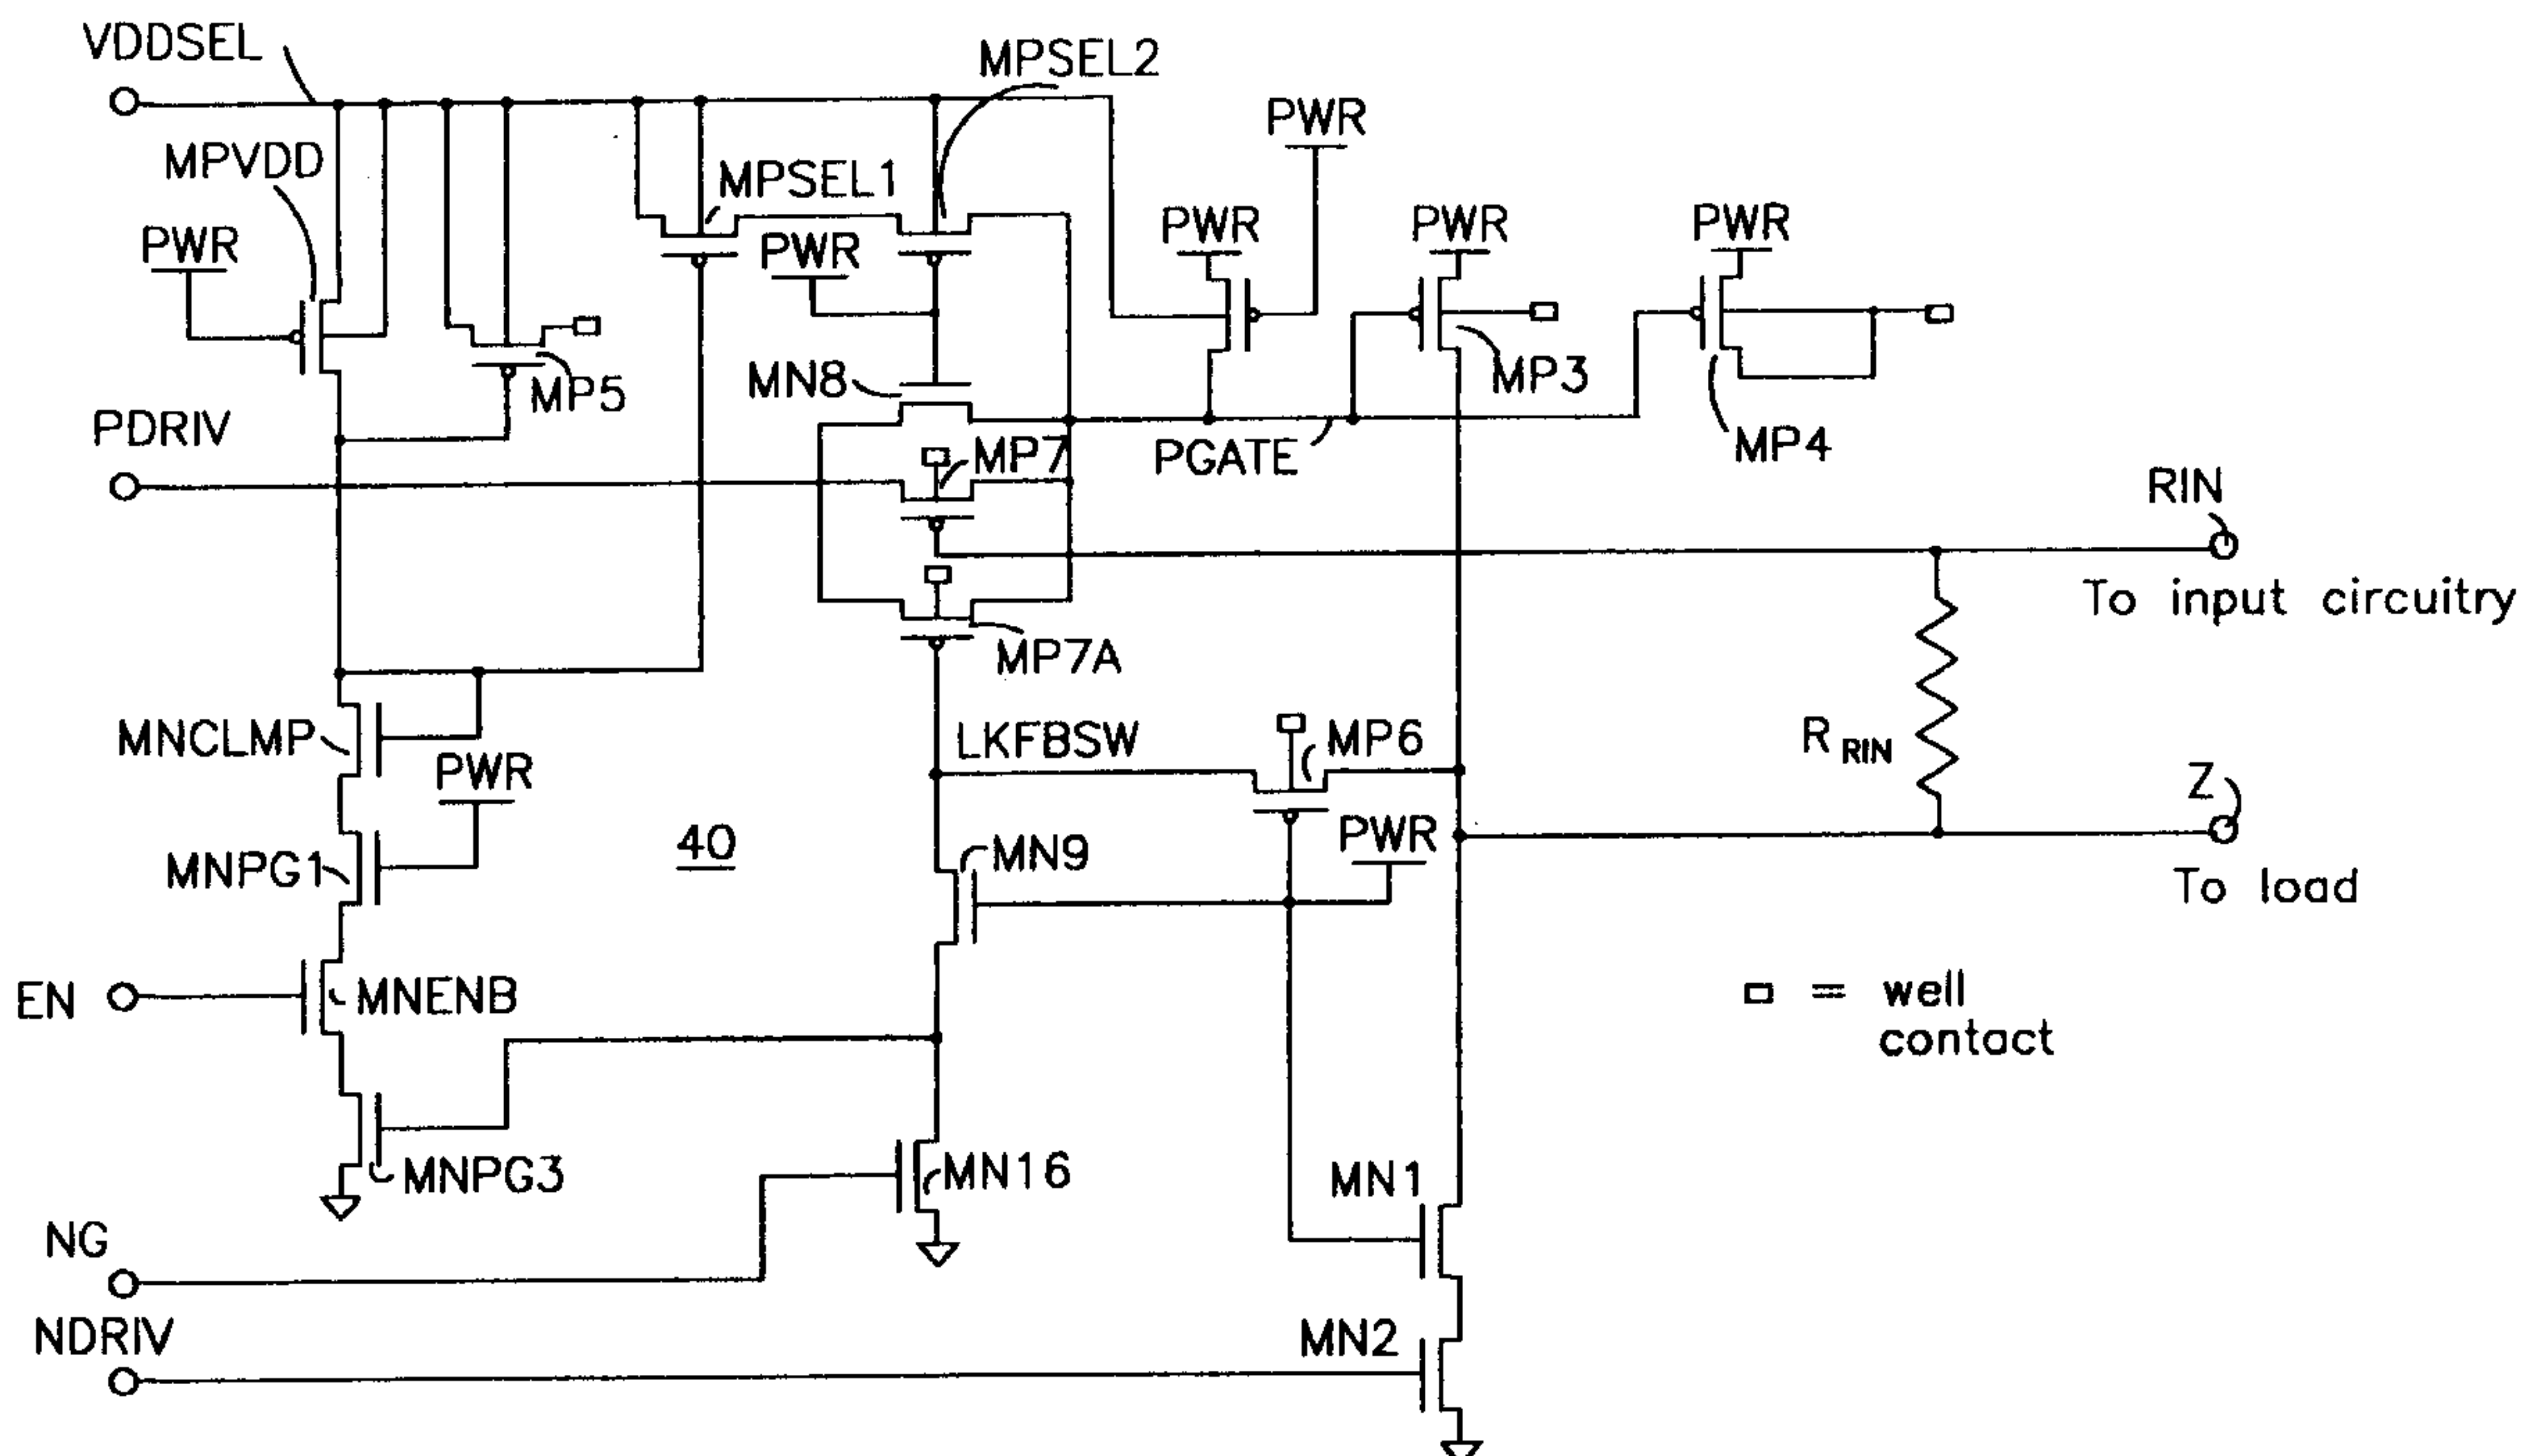 VDDSEL
MPSEL2
PWR
MPVDD
MPSEL1
PWR
PWR
PWR
PWR
PWR
MP5
MN8
MP3
PDRIV
MP7
PGATE
MP4
RIN
To input circuitry
MP7A
MNCLMP
LKFBSW
MP6
R RIN
PWR
Z
40
PWR
MNPG1
MN9
To load
EN
MNENB
□ = well
contact
MNPG3
MN16
MN1
NG
NDRIV
MN2